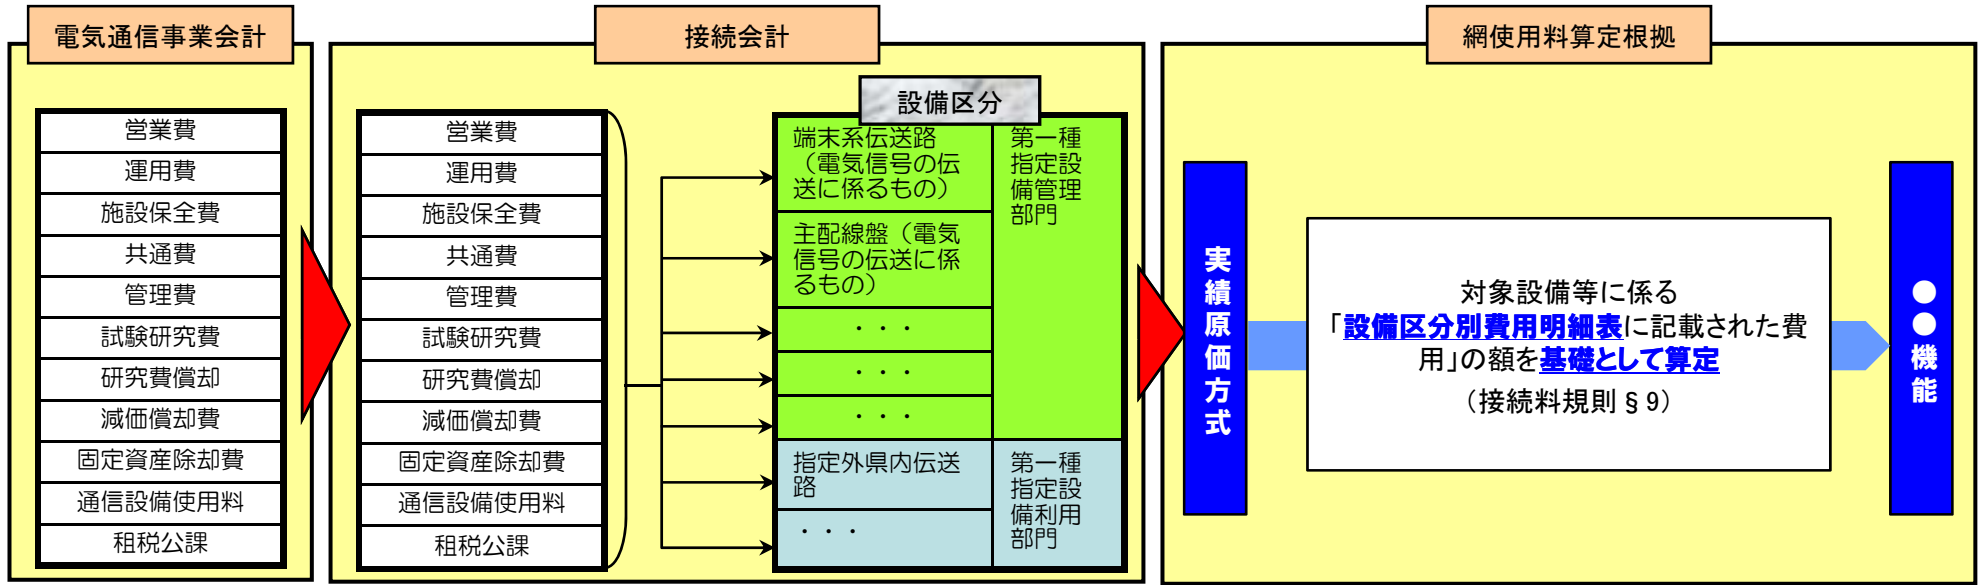 電気通信事業会計
営業費
運用費
施設保全費
共通費
管理費
試験研究費
研究費償却
減価償却費
固定資産除却費
通信設備使用料
租税公課
接続会計
営業費
運用費
施設保全費
共通費
管理費
試験研究費
研究費償却
減価償却費
固定資産除却費
通信設備使用料
租税公課
設備区分
端末系伝送路
（電気信号の伝
送に係るもの）
主配線盤（電気
信号の伝送に係
るもの）
・・・
・・・
・・・
第一種
指定設
備管理
部門
指定外県内伝送
路
・・・
第一種
指定設
備利用
部門
網使用料算定根拠
実績原価方式
対象設備等に係る
「設備区分別費用明細表に記載された費
用」の額を基礎として算定
（接続料規則§9）
●●機能